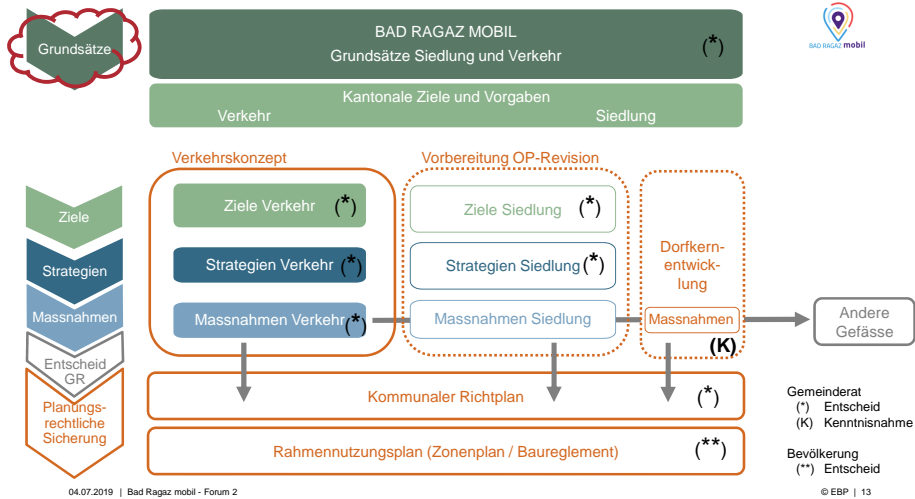 Grundsätze
BAD RAGAZ MOBIL
Grundsätze Siedlung und Verkehr
(*)
BAD RAGAZ mobil
Kantonale Ziele und Vorgaben
Verkehr
Siedlung
Verkehrskonzept
Vorbereitung OP-Revision
Ziele
Ziele Verkehr (*)
Ziele Siedlung (*)
Strategien
Strategien Verkehr (*)
Strategien Siedlung (*)
Dorfkern-
entwick-
lung
Massnahmen
Massnahmen Verkehr (*)
Massnahmen Siedlung
Massnahmen
(K)
Andere
Gefässe
Entscheid
GR
Planungs-
rechtliche
Sicherung
Kommunaler Richtplan (*)
Rahmennutzungsplan (Zonenplan / Baureglement) (**)
Gemeinderat
(*) Entscheid
(K) Kenntnisnahme
Bevölkerung
(**) Entscheid
04.07.2019 | Bad Ragaz mobil - Forum 2
© EBP | 13